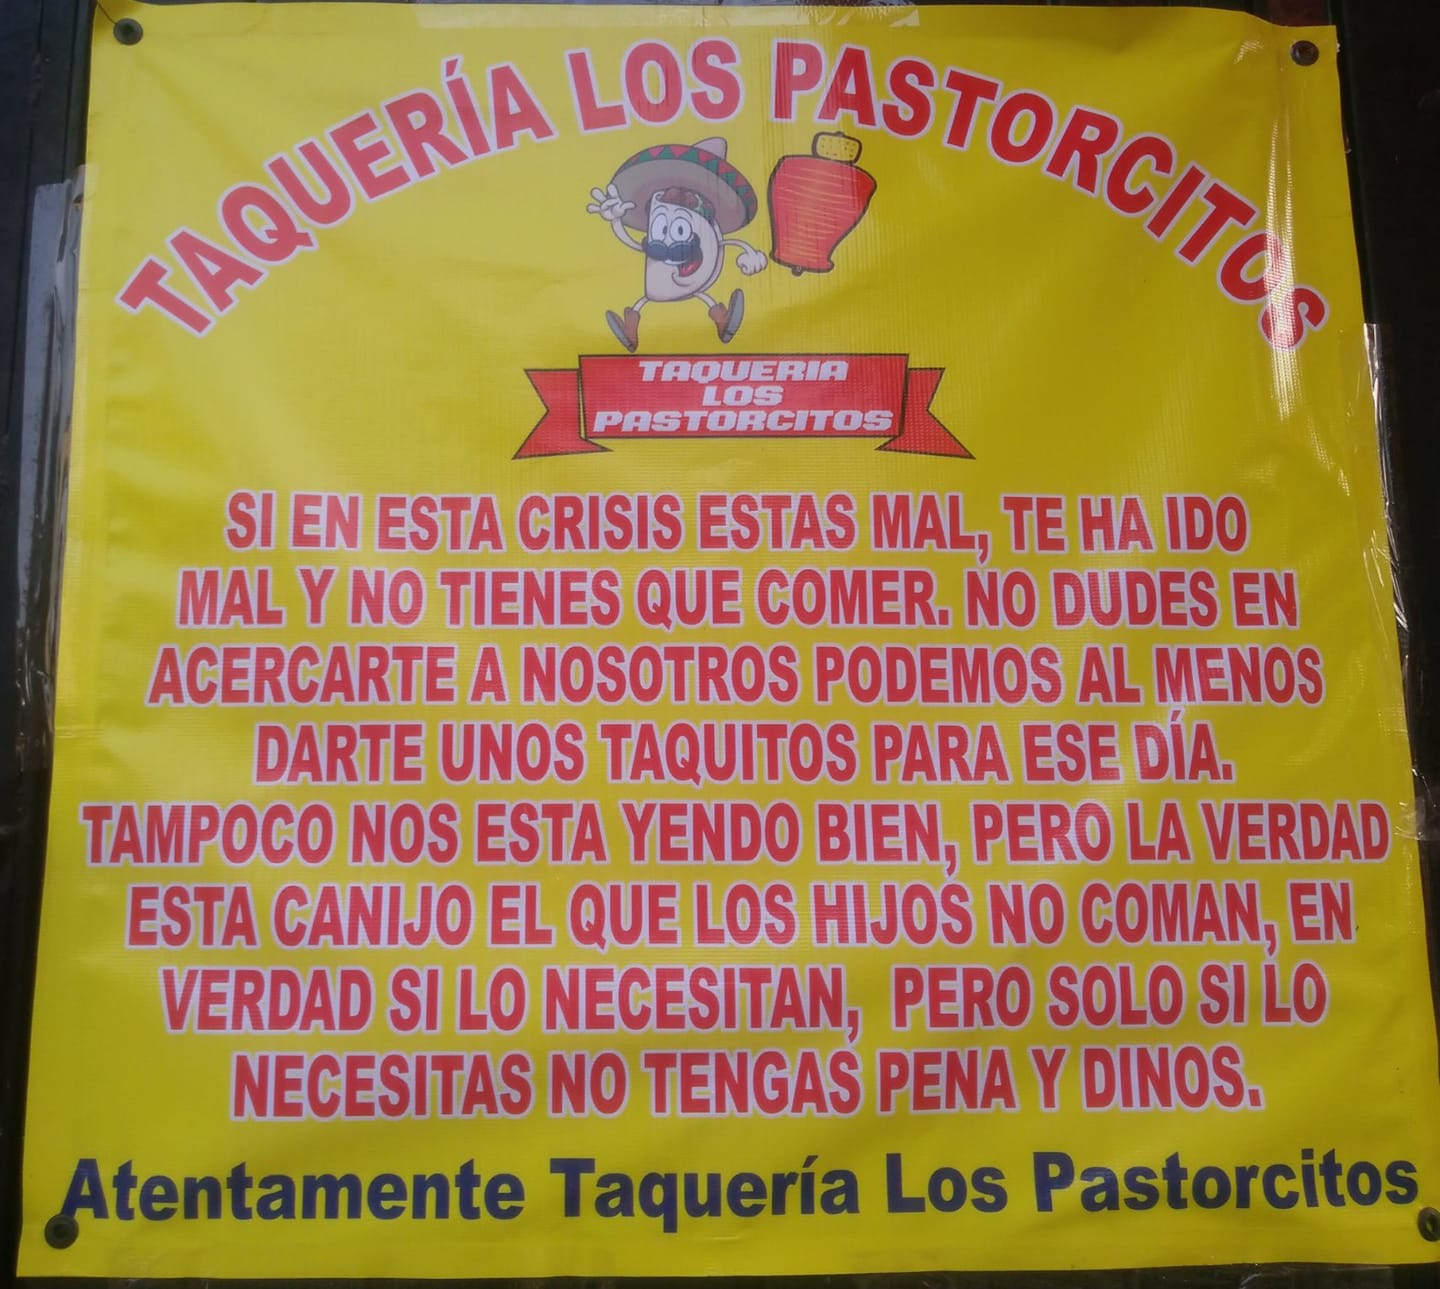 TAQUERÍA LOS PASTORCITOS
TAQUERIA
LOS
PASTORCITOS
SI EN ESTA CRISIS ESTAS MAL, TE HA IDO
MAL Y NO TIENES QUE COMER. NO DUDES EN
ACERCARTE A NOSOTROS PODEMOS AL MENOS
DARTE UNOS TAQUITOS PARA ESE DÍA.
TAMPOCO NOS ESTA YENDO BIEN, PERO LA VERDAD
ESTA CANIJO EL QUE LOS HIJOS NO COMAN, EN
VERDAD SI LO NECESITAN, PERO SOLO SI LO
NECESITAS NO TENGAS PENA Y DINOS.
Atentamente Taquería Los Pastorcitos